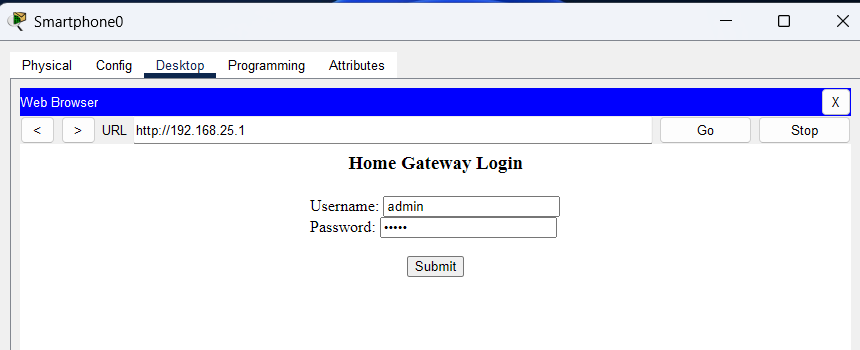 Smartphone0
Physical Config Desktop Programming Attributes
Web Browser X
< > URL http://192.168.25.1 Go Stop
Home Gateway Login
Username: admin
Password: •••••
Submit